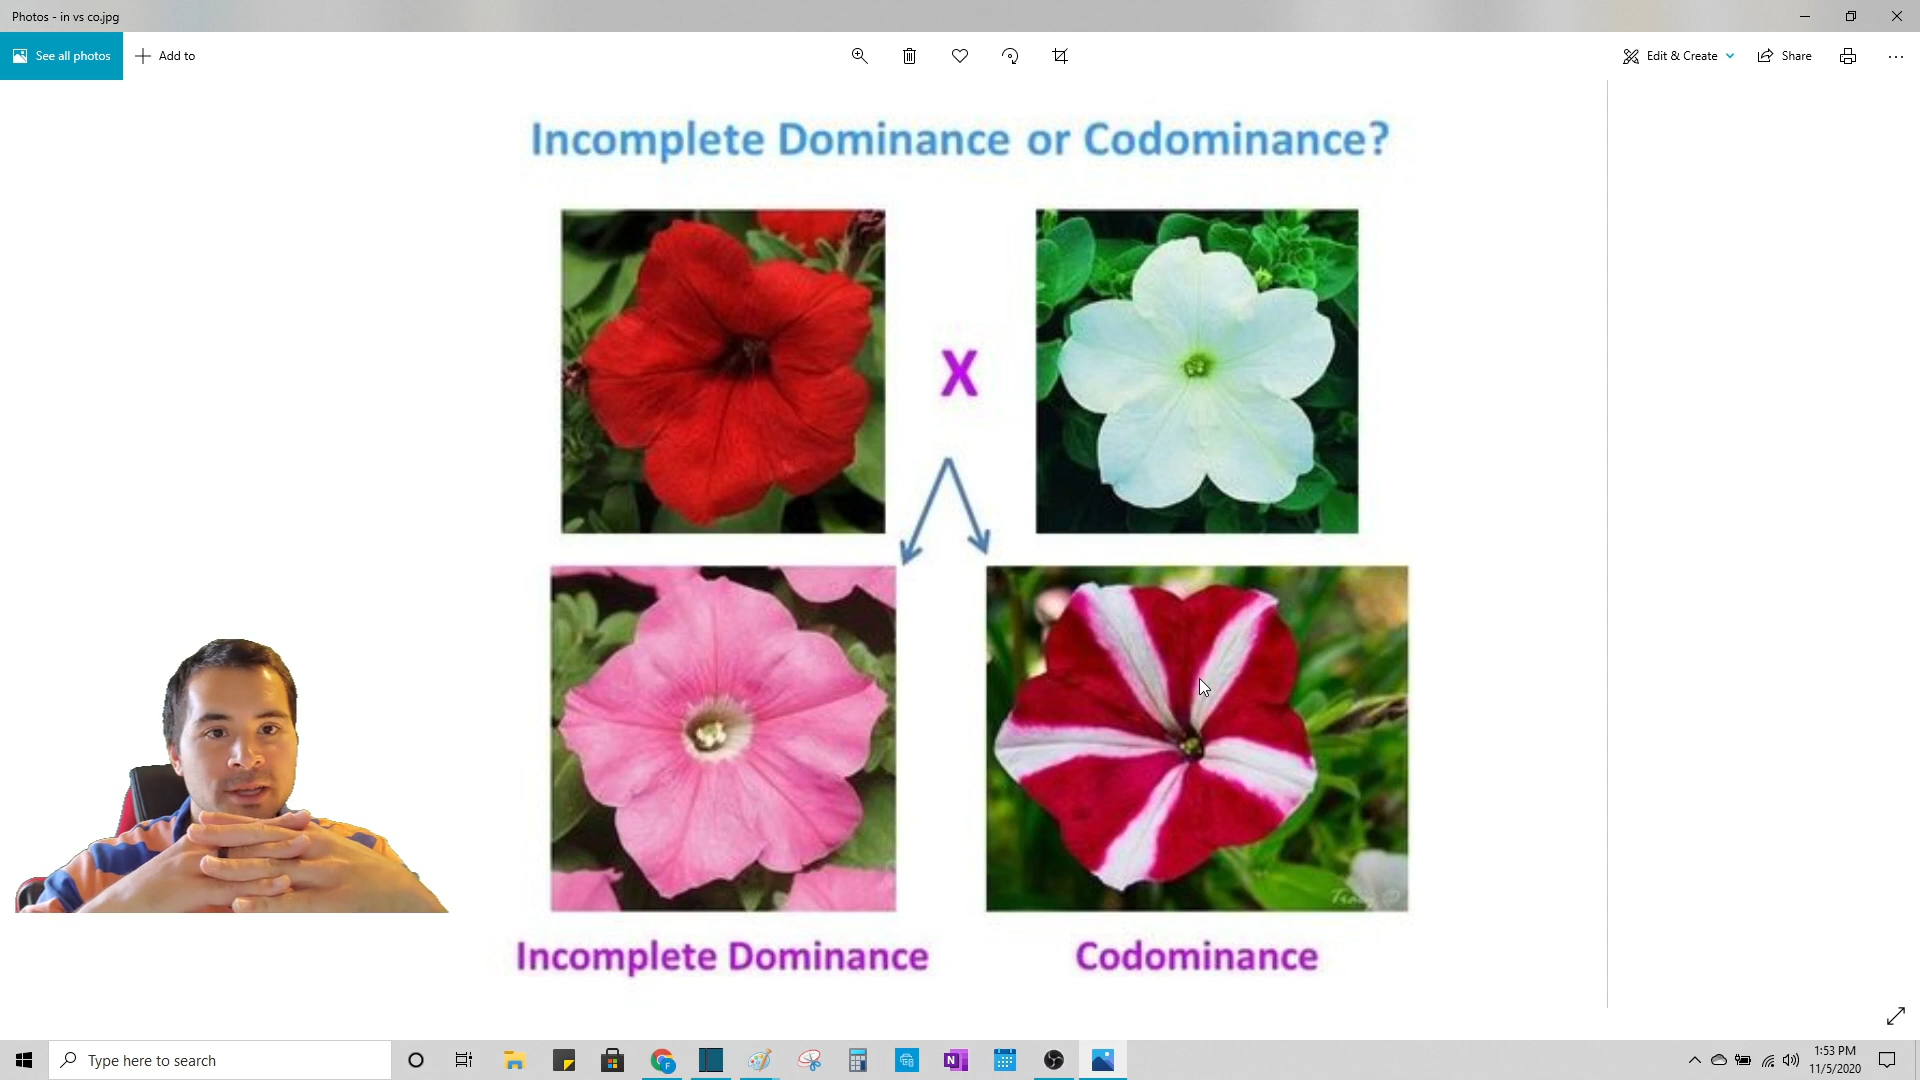 Photos - in vs co.jpg
See all photos
Add to
Edit & Create
Share
Incomplete Dominance or Codominance?
X
Incomplete Dominance
Codominance
Type here to search
1:53 PM
11/5/2020